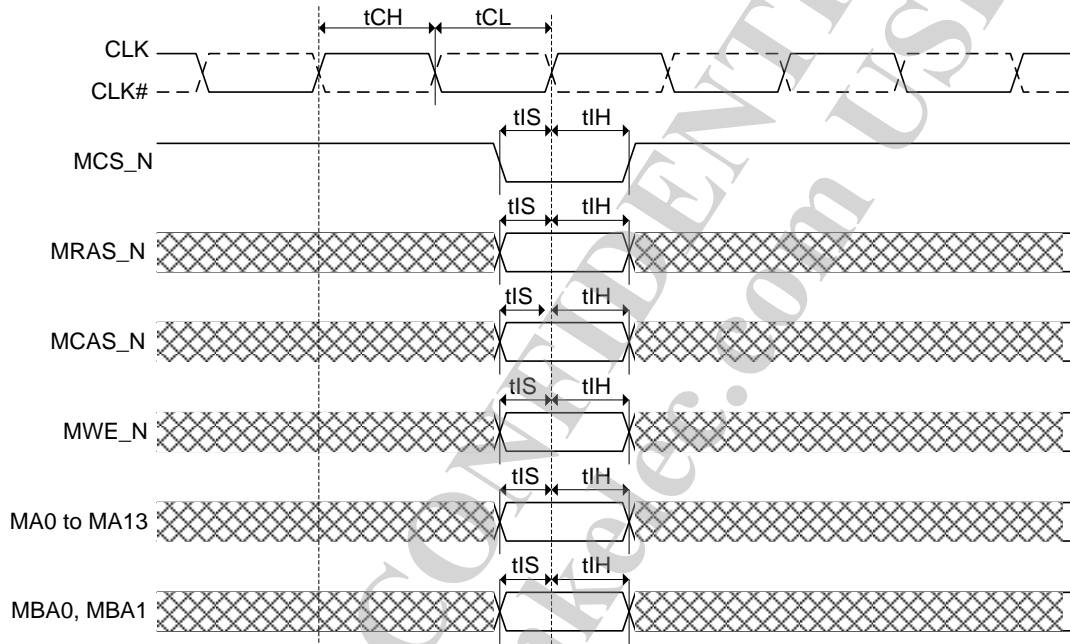 tCH tCL
CLK
CLK#
tIS tIH
MCS_N
tIS tIH
MRAS_N
tIS tIH
MCAS_N
tIS tIH
MWE_N
tIS tIH
MA0 to MA13
tIS tIH
MBA0, MBA1